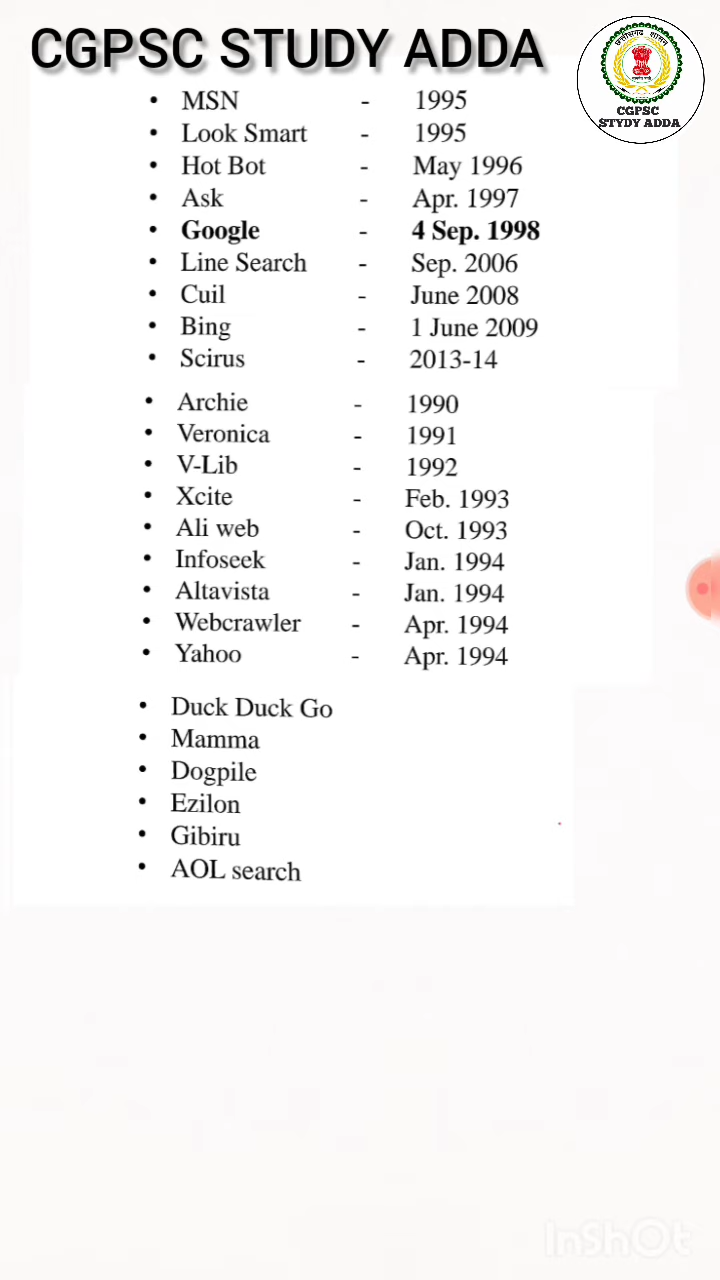 CGPSC STUDY ADDA
छत्तीसगढ़ शासन
CGPSC
STYDY ADDA
• MSN - 1995
• Look Smart - 1995
• Hot Bot - May 1996
• Ask - Apr. 1997
• Google - 4 Sep. 1998
• Line Search - Sep. 2006
• Cuil - June 2008
• Bing - 1 June 2009
• Scirus - 2013-14
• Archie - 1990
• Veronica - 1991
• V-Lib - 1992
• Xcite - Feb. 1993
• Ali web - Oct. 1993
• Infoseek - Jan. 1994
• Altavista - Jan. 1994
• Webcrawler - Apr. 1994
• Yahoo - Apr. 1994
• Duck Duck Go
• Mamma
• Dogpile
• Ezilon
• Gibiru
• AOL search
InShOt